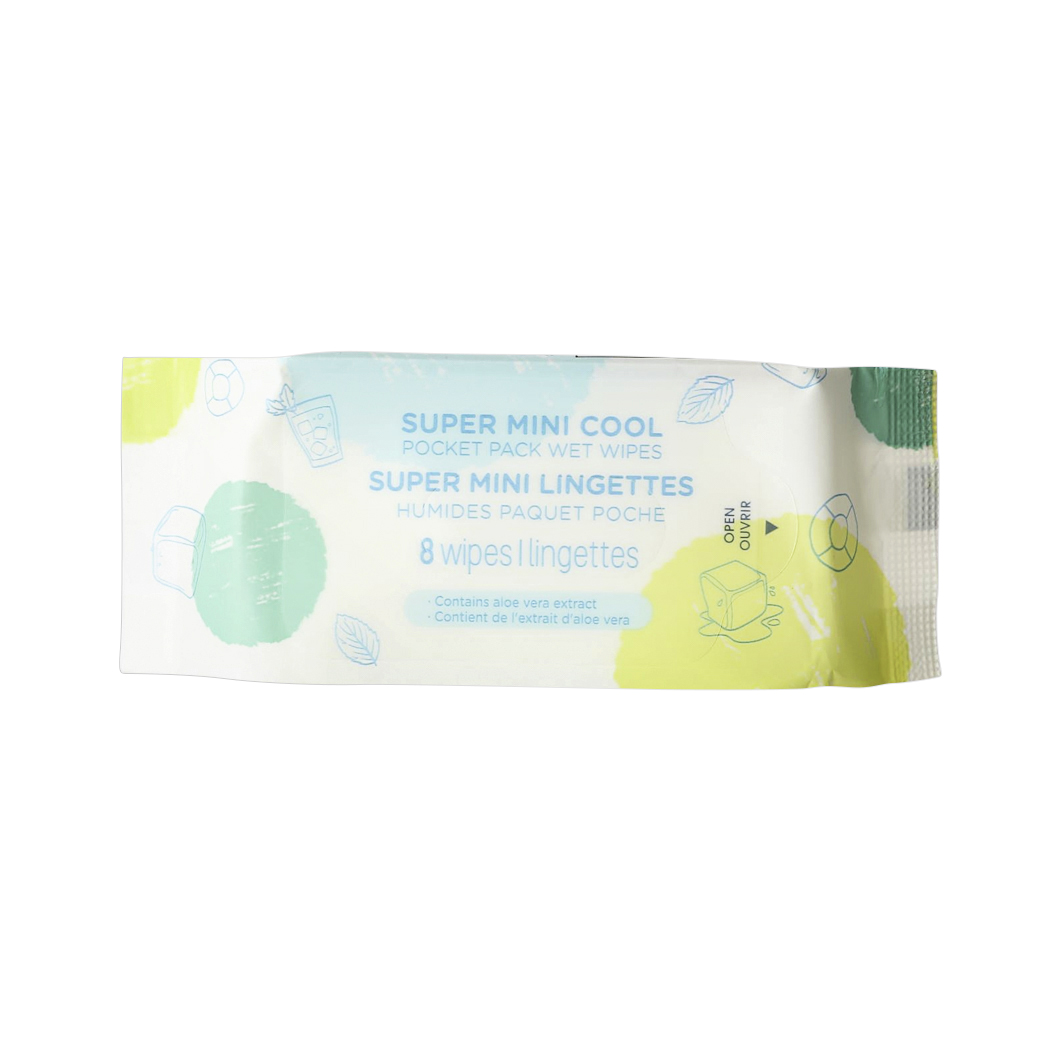 SUPER MINI COOL
POCKET PACK WET WIPES
SUPER MINI LINGETTES
HUMIDES PAQUET POCHE
8 wipes | lingettes
· Contains aloe vera extract
· Contient de l'extrait d'aloe vera
OPEN
OUVRIR